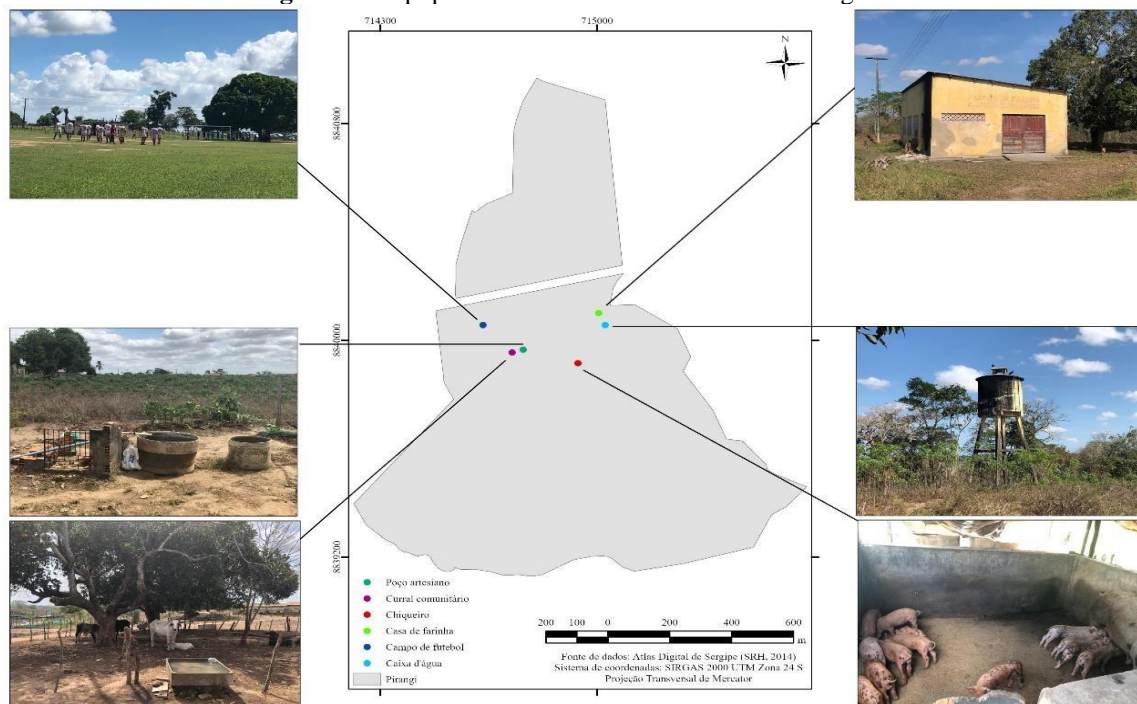 714300
715000
N
8840800
8840000
8839200
Poço artesiano
Curral comunitário
Chiqueiro
Casa de farinha
Campo de futebol
Caixa d'água
Pirangi
200 100 0 200 400 600
m
Fonte de dados: Atlas Digital de Sergipe (SRH, 2014)
Sistema de coordenadas: SIRGAS 2000 UTM Zona 24 S
Projeção Transversal de Mercator